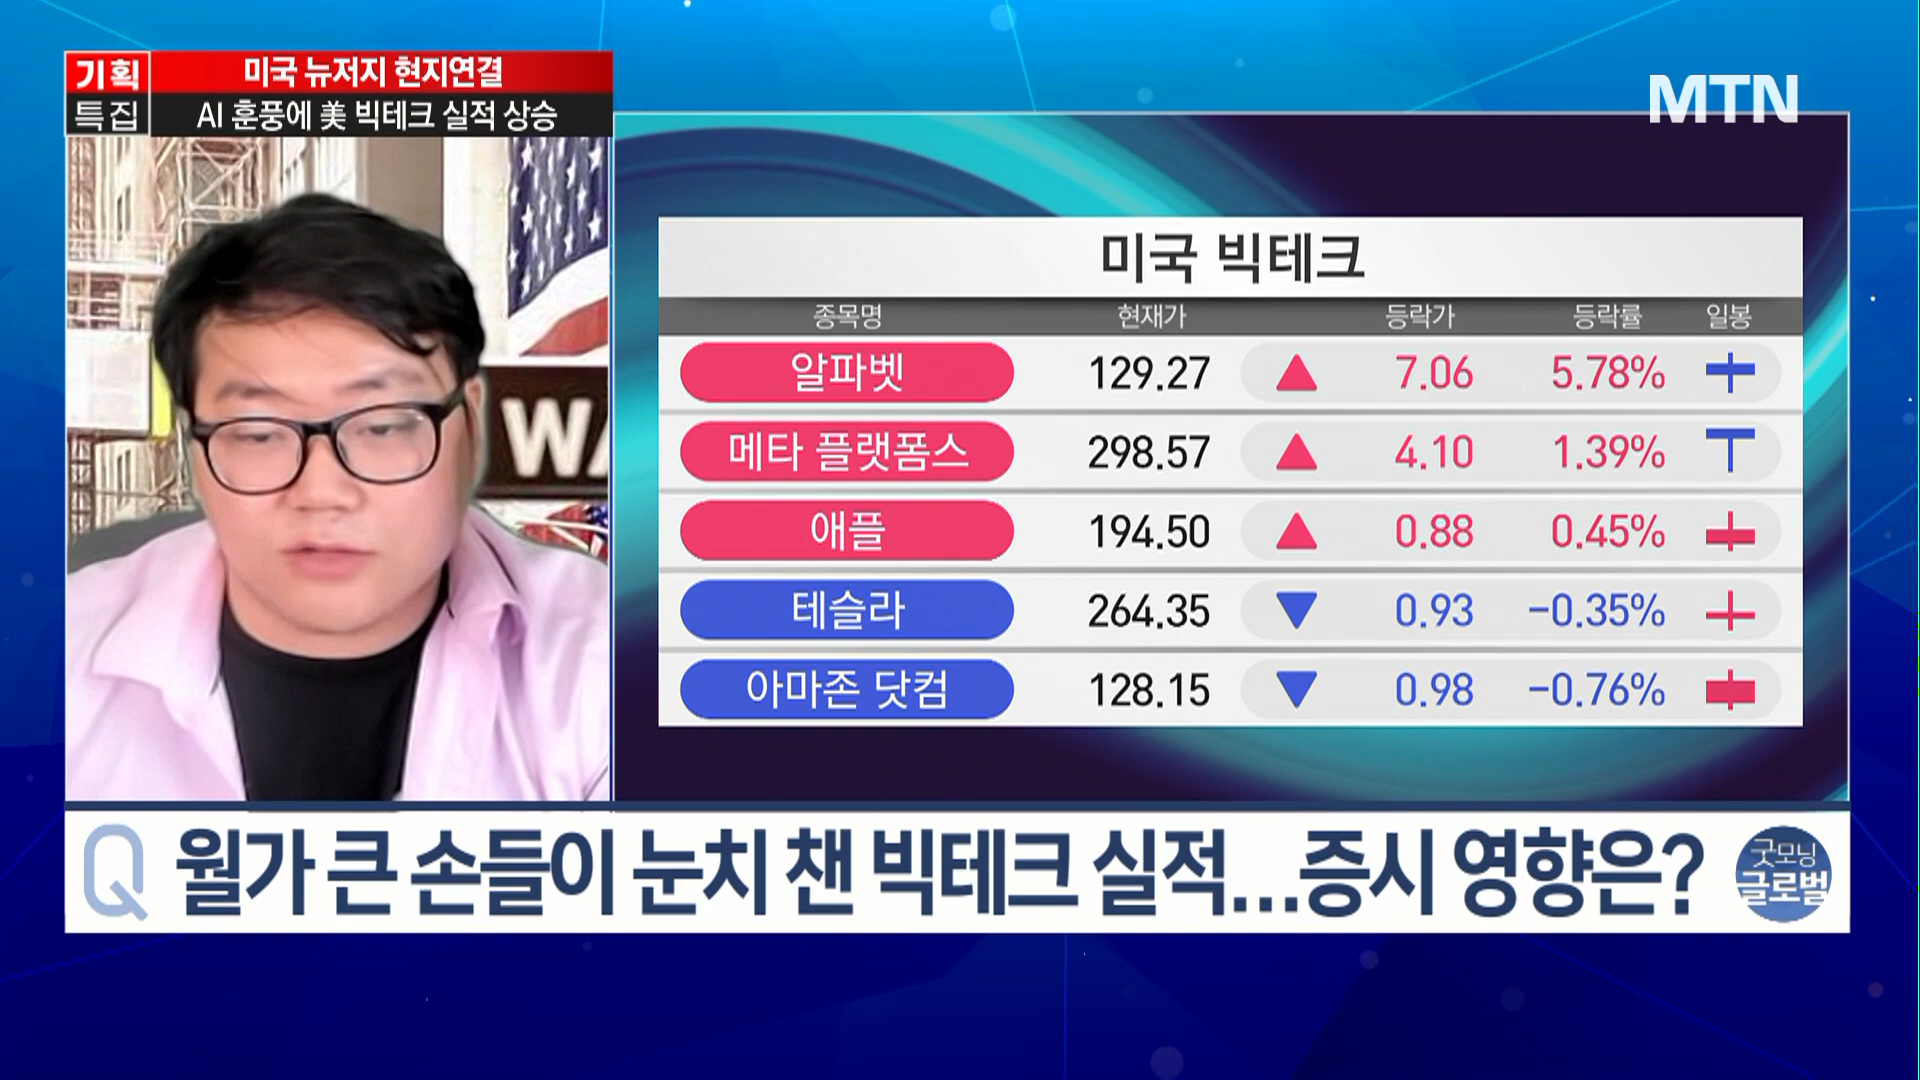 기획
특집
미국 뉴저지 현지연결
AI 훈풍에 美 빅테크 실적 상승
MTN
WA
미국 빅테크
종목명 현재가 등락가 등락률 일봉
알파벳 129.27 ▲ 7.06 5.78%
메타 플랫폼스 298.57 ▲ 4.10 1.39%
애플 194.50 ▲ 0.88 0.45%
테슬라 264.35 ▼ 0.93 -0.35%
아마존 닷컴 128.15 ▼ 0.98 -0.76%
Q 월가 큰 손들이 눈치 챈 빅테크 실적...증시 영향은?
굿모닝
글로벌